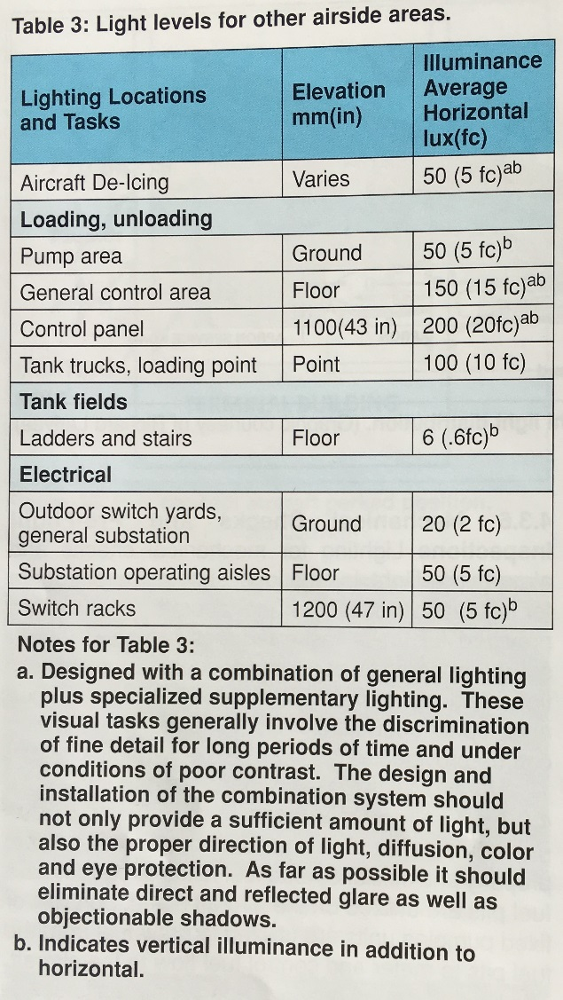 Table 3: Light levels for other airside areas.
Lighting Locations and Tasks | Elevation mm(in) | Illuminance Average Horizontal lux(fc)
Aircraft De-Icing | Varies | 50 (5 fc)ab
Loading, unloading
Pump area | Ground | 50 (5 fc)b
General control area | Floor | 150 (15 fc)ab
Control panel | 1100(43 in) | 200 (20fc)ab
Tank trucks, loading point | Point | 100 (10 fc)
Tank fields
Ladders and stairs | Floor | 6 (.6fc)b
Electrical
Outdoor switch yards, general substation | Ground | 20 (2 fc)
Substation operating aisles | Floor | 50 (5 fc)
Switch racks | 1200 (47 in) | 50 (5 fc)b
Notes for Table 3:
a. Designed with a combination of general lighting
plus specialized supplementary lighting. These
visual tasks generally involve the discrimination
of fine detail for long periods of time and under
conditions of poor contrast. The design and
installation of the combination system should
not only provide a sufficient amount of light, but
also the proper direction of light, diffusion, color
and eye protection. As far as possible it should
eliminate direct and reflected glare as well as
objectionable shadows.
b. Indicates vertical illuminance in addition to
horizontal.